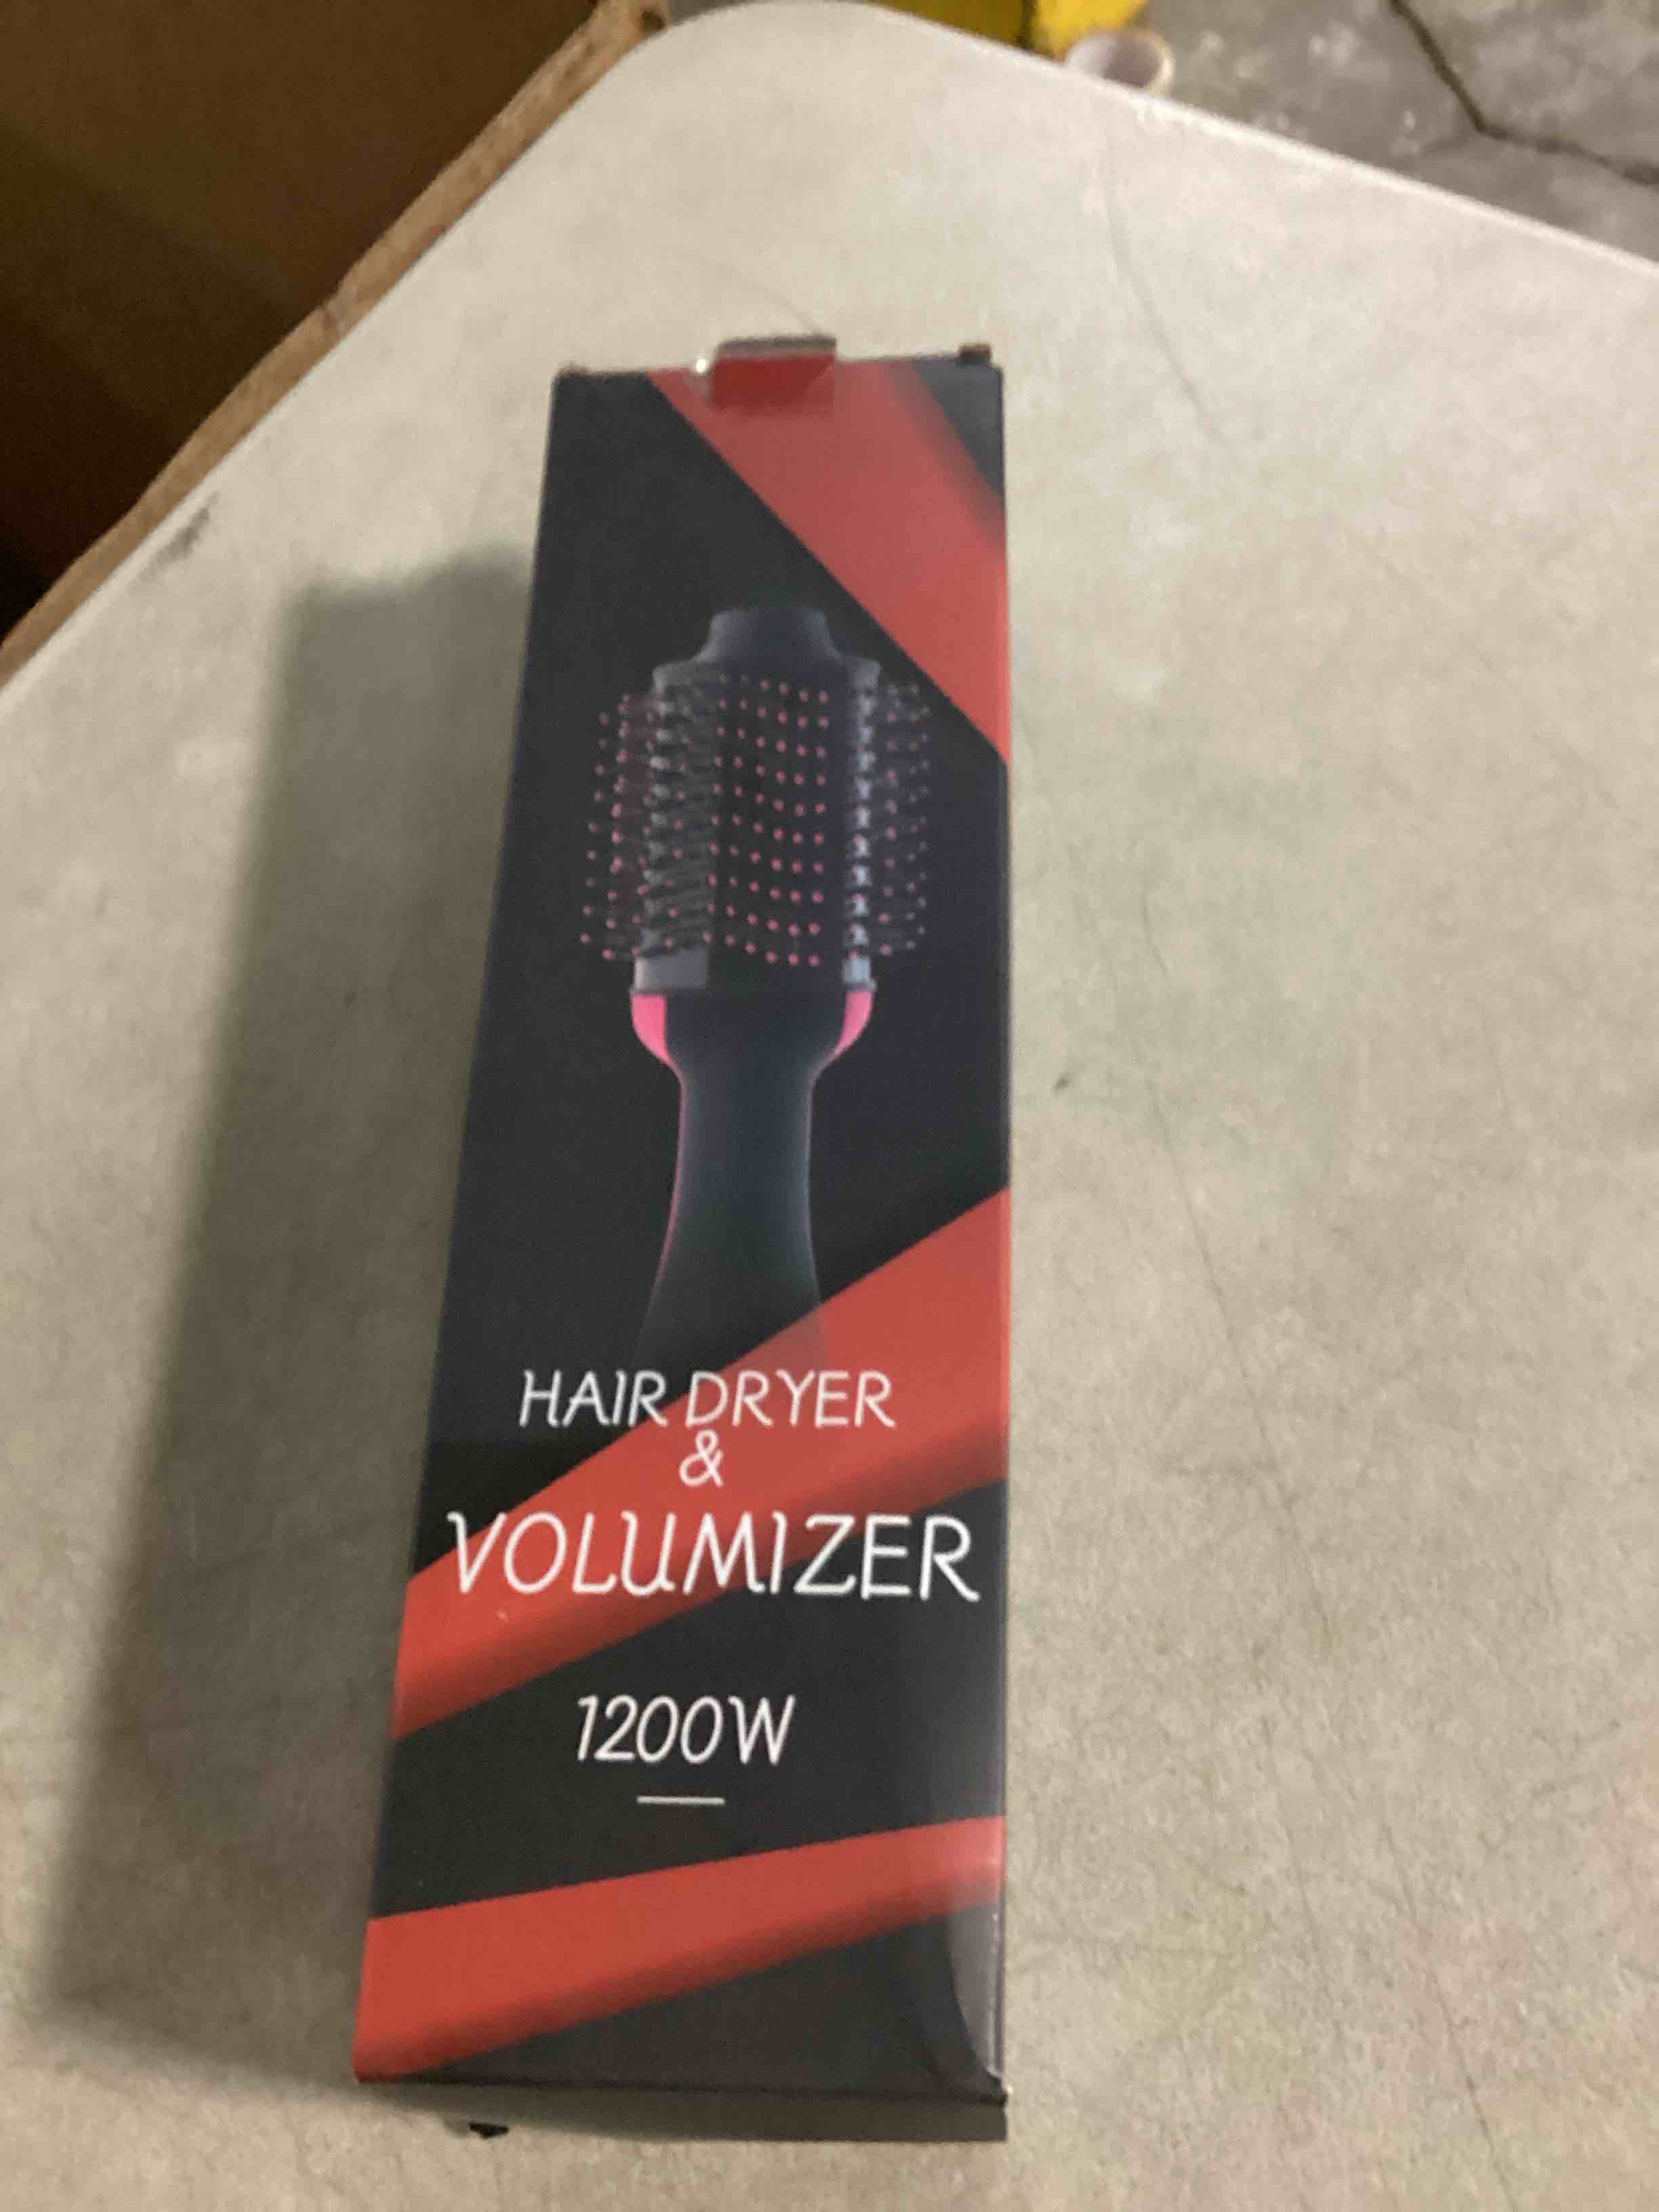 HAIR DRYER
&
VOLUMIZER
1200W